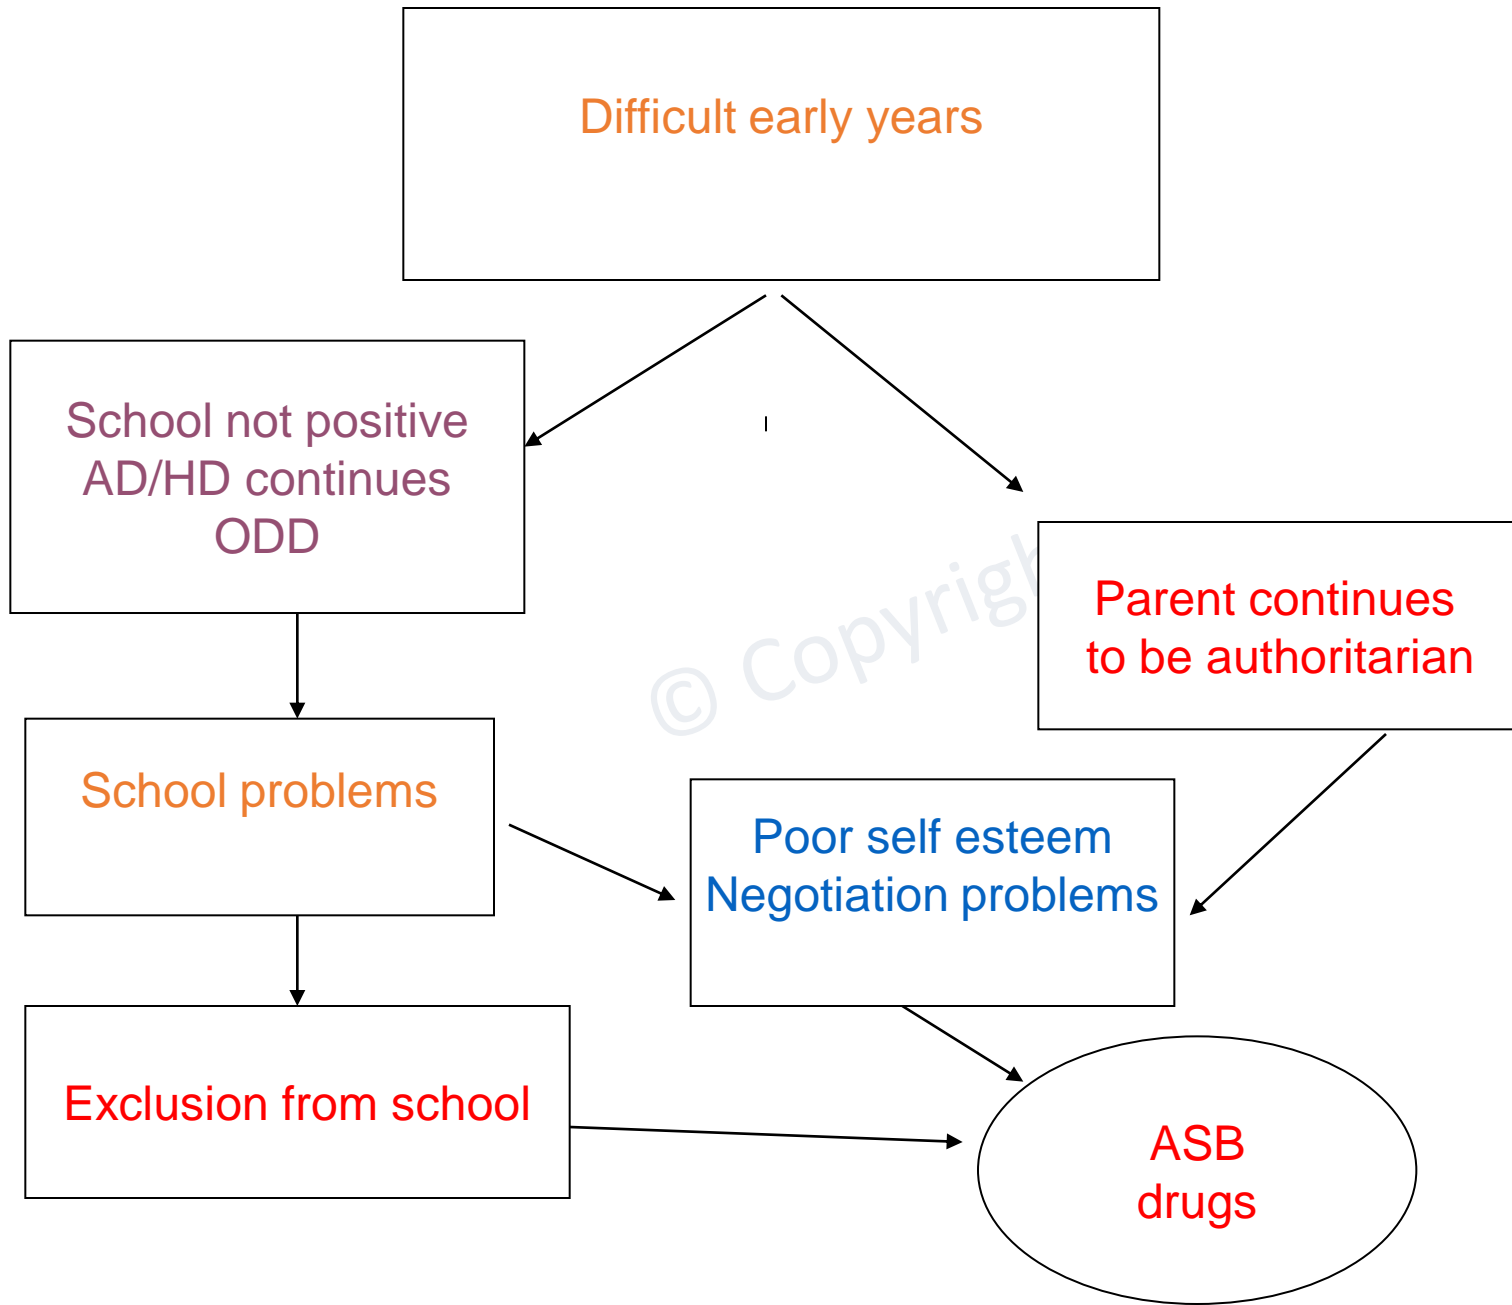 Difficult early years
School not positive
AD/HD continues
ODD
Parent continues
to be authoritarian
School problems
Poor self esteem
Negotiation problems
Exclusion from school
ASB
drugs